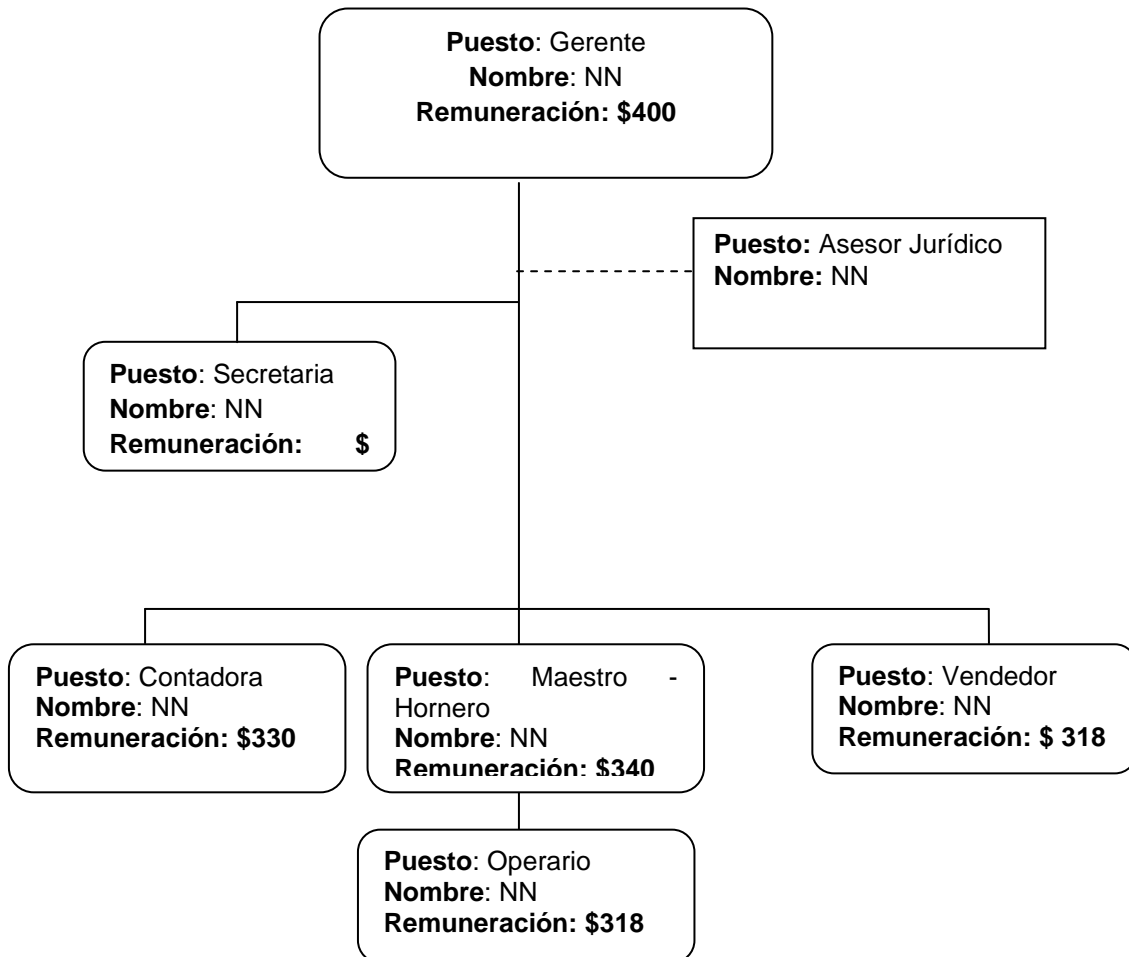 Puesto: Gerente
Nombre: NN
Remuneración: $400
Puesto: Asesor Jurídico
Nombre: NN
Puesto: Secretaria
Nombre: NN
Remuneración: $
Puesto: Contadora
Nombre: NN
Remuneración: $330
Puesto: Maestro -
Hornero
Nombre: NN
Remuneración: $340
Puesto: Vendedor
Nombre: NN
Remuneración: $ 318
Puesto: Operario
Nombre: NN
Remuneración: $318